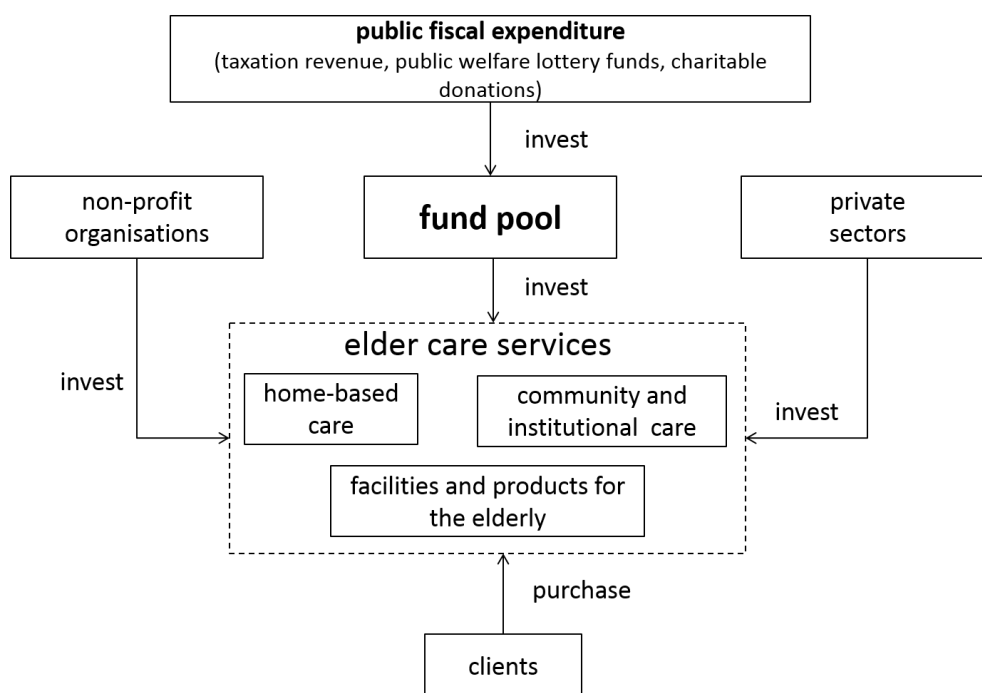 public fiscal expenditure
(taxation revenue, public welfare lottery funds, charitable
donations)
invest
non-profit
organisations
fund pool
private
sectors
invest
elder care services
invest
home-based
care
community and
institutional care
invest
facilities and products for
the elderly
purchase
clients